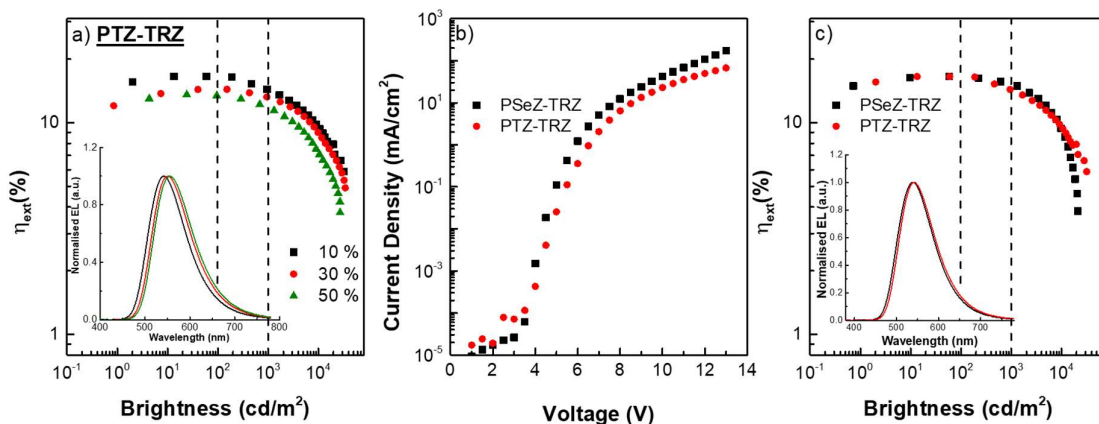 a) PTZ-TRZ
η_ext(%)
10
1
10^-1 10^0 10^1 10^2 10^3 10^4
Brightness (cd/m^2)
10 %
30 %
50 %
Normalised EL (a.u.)
1.0
0.8
0.4
0.2
0.0
400 500 600 700 800
Wavelength (nm)
b)
Current Density (mA/cm^2)
10^3
10^1
10^-1
10^-3
10^-5
0 2 4 6 8 10 12 14
Voltage (V)
PSeZ-TRZ
PTZ-TRZ
c)
η_ext(%)
10
1
10^-1 10^0 10^1 10^2 10^3 10^4
Brightness (cd/m^2)
PSeZ-TRZ
PTZ-TRZ
Normalised EL (a.u.)
1.0
0.8
0.6
0.4
0.2
0.0
400 500 600 700
Wavelength (nm)